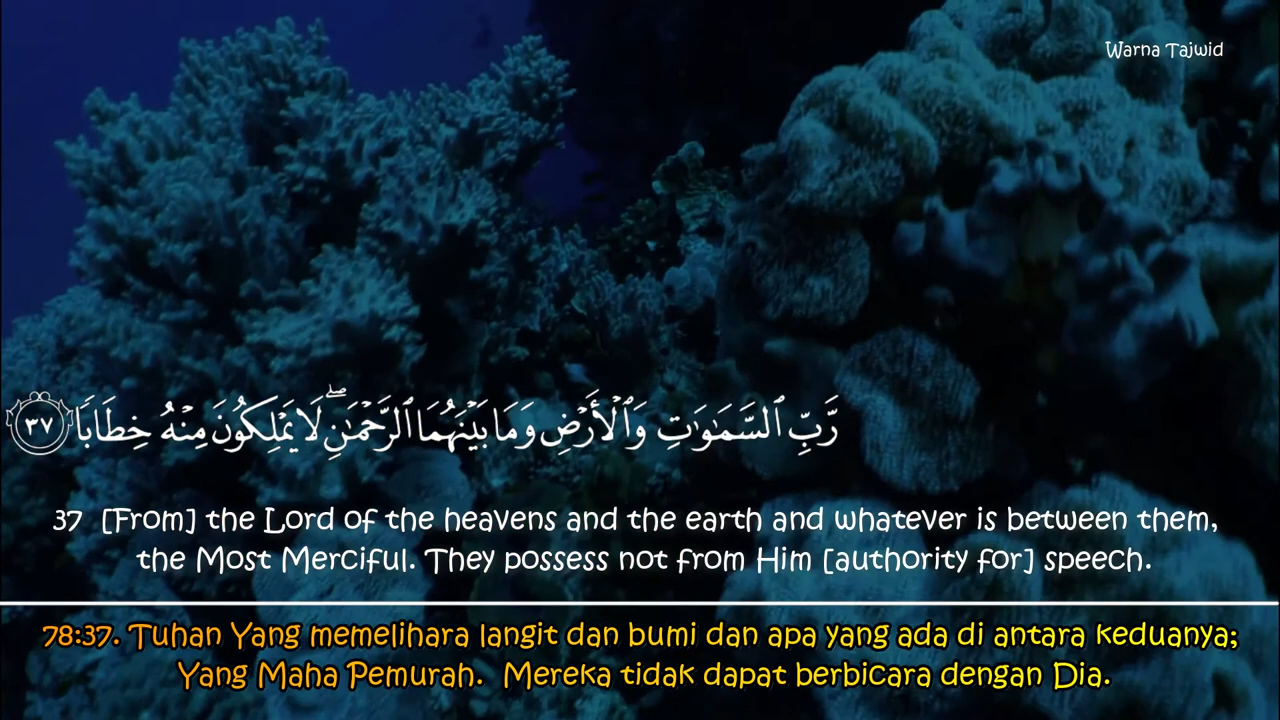 Warna Tajwid
رَّبِّ ٱلسَّمَٰوَٰتِ وَٱلْأَرْضِ وَمَا بَيْنَهُمَا ٱلرَّحْمَٰنِ ۖ لَا يَمْلِكُونَ مِنْهُ خِطَابًا ٣٧
37 [From] the Lord of the heavens and the earth and whatever is between them,
the Most Merciful. They possess not from Him [authority for] speech.
78:37. Tuhan Yang memelihara langit dan bumi dan apa yang ada di antara keduanya;
Yang Maha Pemurah. Mereka tidak dapat berbicara dengan Dia.